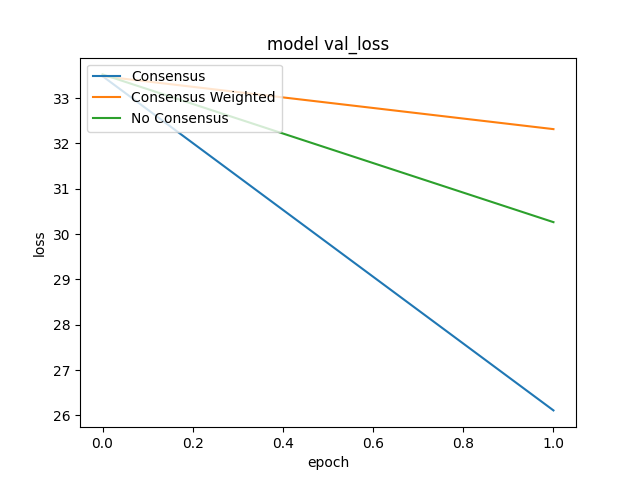 model val_loss
Consensus
Consensus Weighted
No Consensus
33
32
31
30
29
28
27
26
loss
0.0 0.2 0.4 0.6 0.8 1.0
epoch